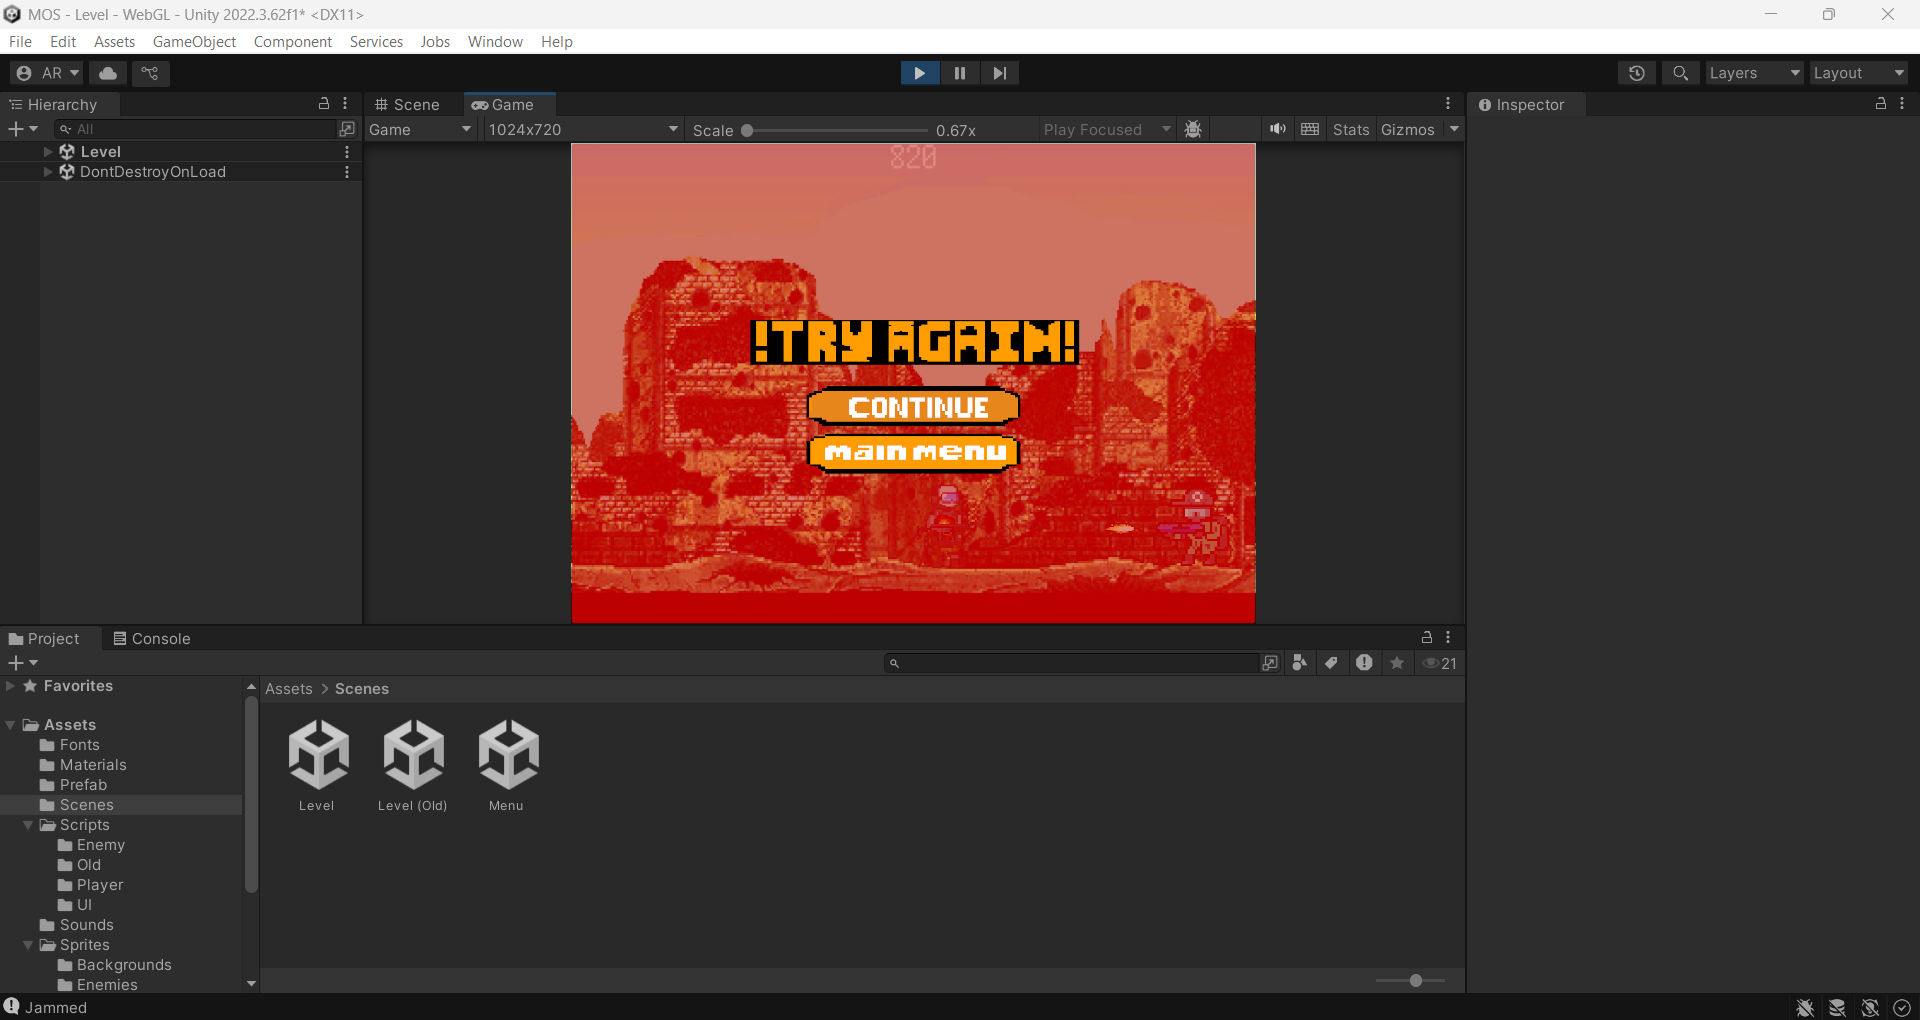 MOS - Level - WebGL - Unity 2022.3.62f1* <DX11>
File Edit Assets GameObject Component Services Jobs Window Help
AR Layers Layout
Hierarchy Scene Game Inspector
All Game 1024x720 Scale 0.67x Play Focused Stats Gizmos
Level
DontDestroyOnLoad
820
!TRY AGAIN!
CONTINUE
main menu
Project Console
21
Favorites Assets > Scenes
Assets
Fonts
Materials
Prefab
Scenes
Scripts
Enemy
Old
Player
UI
Sounds
Sprites
Backgrounds
Enemies
Level Level (Old) Menu
Jammed